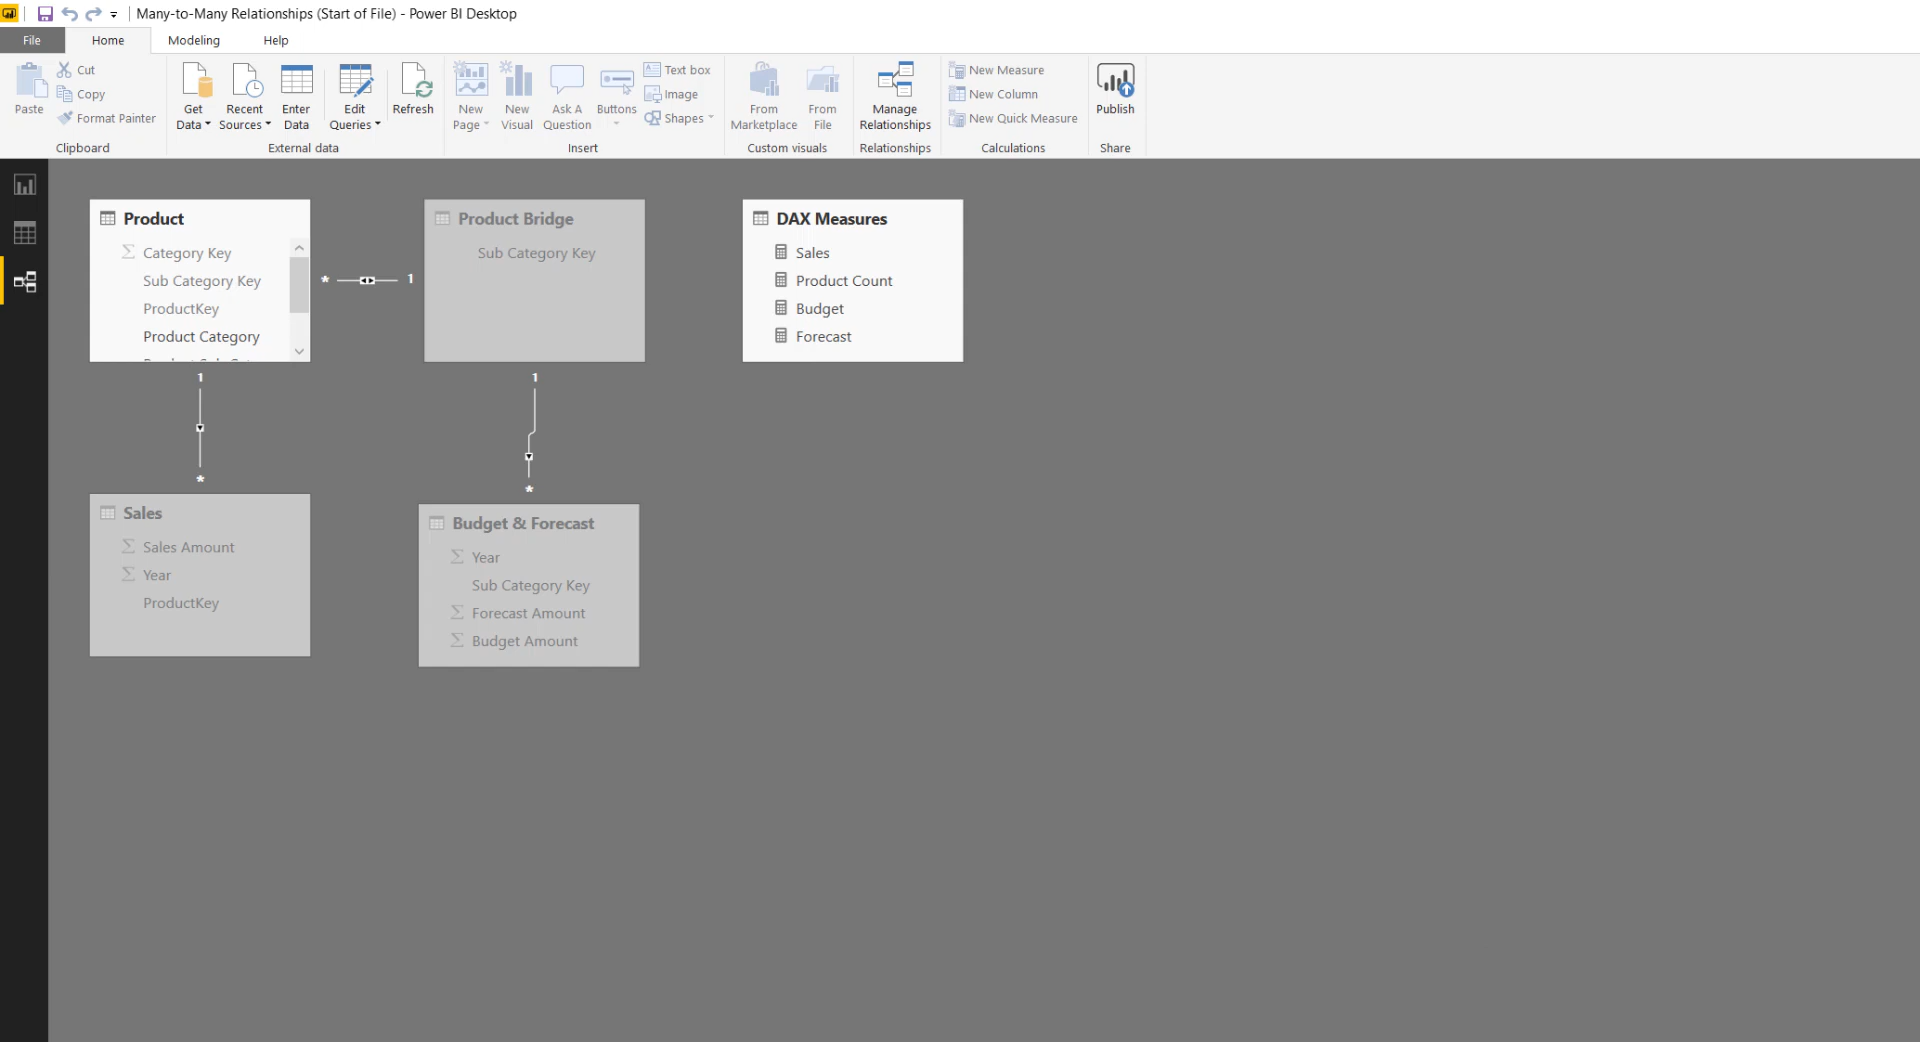 Many-to-Many Relationships (Start of File) - Power BI Desktop
File
Home
Modeling
Help
Paste
Cut
Copy
Format Painter
Clipboard
Get Data
Recent Sources
Enter Data
Edit Queries
Refresh
External data
New Page
New Visual
Ask A Question
Buttons
Text box
Image
Shapes
Insert
From Marketplace
From File
Custom visuals
Manage Relationships
Relationships
New Measure
New Column
New Quick Measure
Calculations
Publish
Share
Product
Category Key
Sub Category Key
ProductKey
Product Category
* 1
Product Bridge
Sub Category Key
DAX Measures
Sales
Product Count
Budget
Forecast
1
*
1
*
Sales
Sales Amount
Year
ProductKey
Budget & Forecast
Year
Sub Category Key
Forecast Amount
Budget Amount